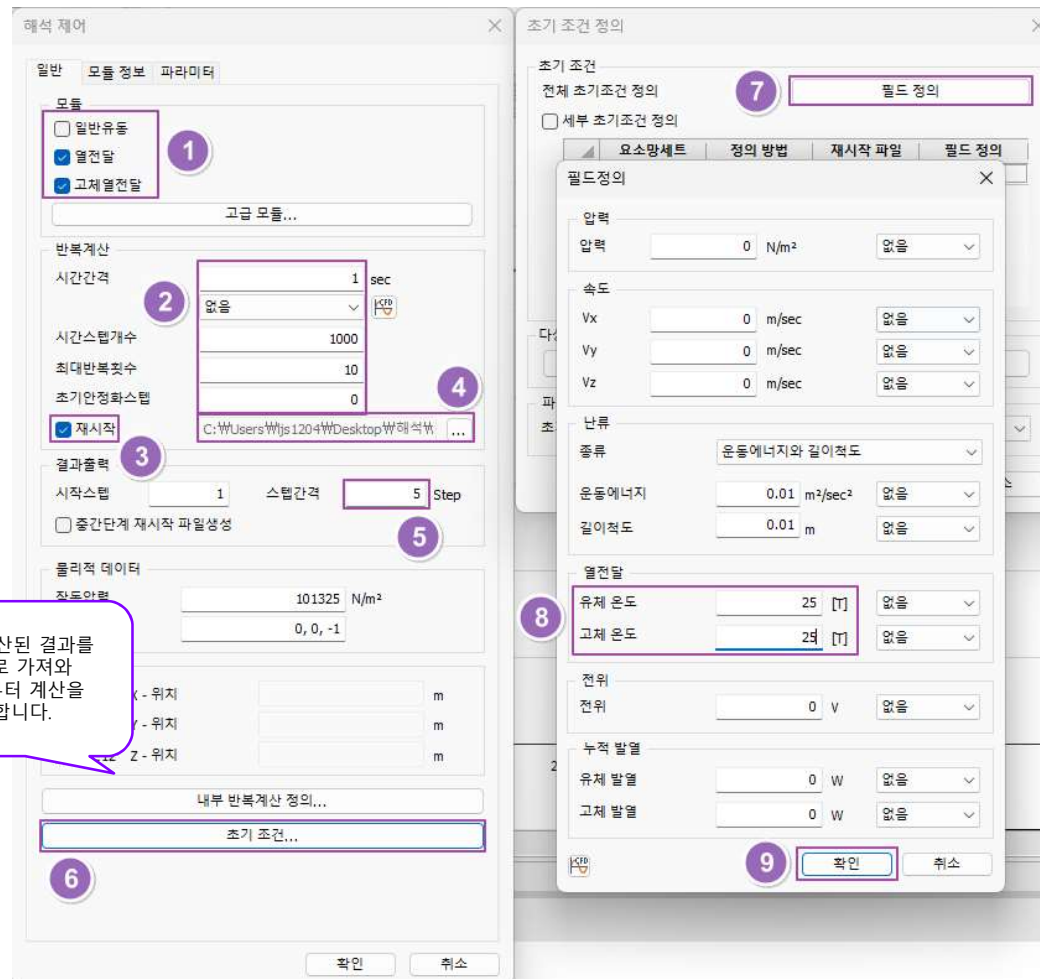 해석 제어
일반 모듈 정보 파라미터
모듈
일반유동
열전달
고체열전달
1
고급 모듈...
반복계산
시간간격 1 sec
2 없음
시간스텝개수 1000
최대반복횟수 10
초기안정화스텝 0
4
재시작 C:₩Users₩ljs1204₩Desktop₩해석₩ ...
3
결과출력
시작스텝 1 스텝간격 5 Step
중간단계 재시작 파일생성
5
물리적 데이터
작동압력 101325 N/m²
0, 0, -1
산된 결과를
로 가져와
터 계산을
합니다.
- 위치 m
- 위치 m
Z - 위치 m
내부 반복계산 정의...
초기 조건...
6
확인 취소
초기 조건 정의
초기 조건
전체 초기조건 정의 7 필드 정의
세부 초기조건 정의
요소망세트 정의 방법 재시작 파일 필드 정의
필드정의
압력
압력 0 N/m² 없음
속도
Vx 0 m/sec 없음
Vy 0 m/sec 없음
Vz 0 m/sec 없음
난류
종류 운동에너지와 길이척도
운동에너지 0.01 m²/sec² 없음
길이척도 0.01 m 없음
열전달
8
유체 온도 25 [T] 없음
고체 온도 25 [T] 없음
전위
전위 0 V 없음
누적 발열
유체 발열 0 W 없음
고체 발열 0 W 없음
9 확인 취소